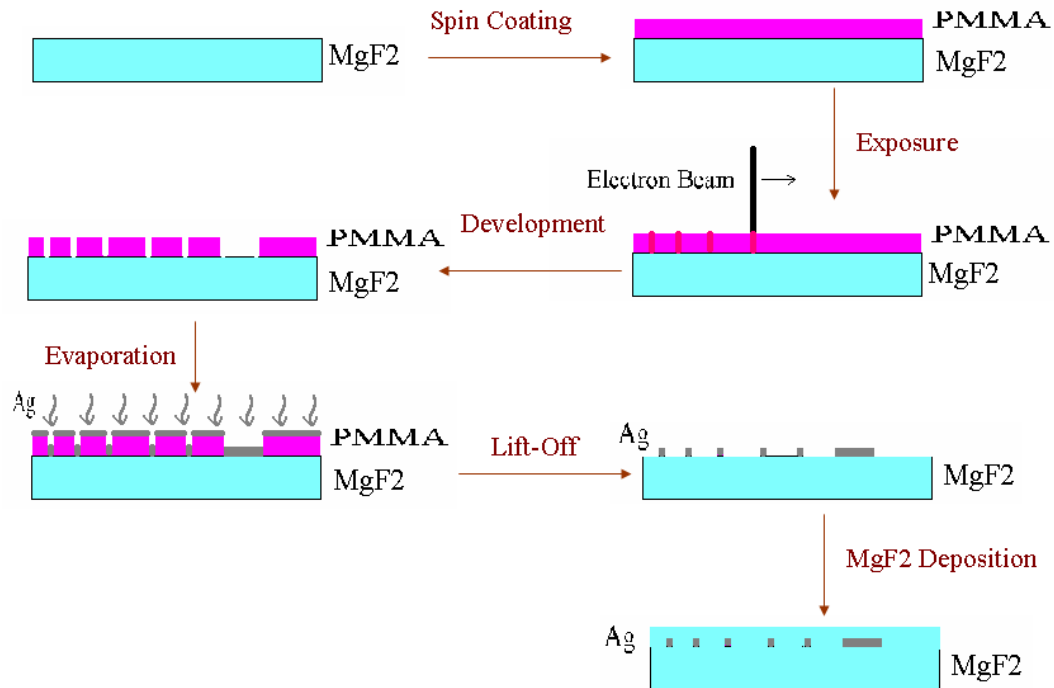 Spin Coating
MgF2
PMMA
MgF2
Exposure
Electron Beam
PMMA
MgF2
Development
PMMA
MgF2
Evaporation
Ag
PMMA
MgF2
Lift-Off
Ag
MgF2
MgF2 Deposition
Ag
MgF2